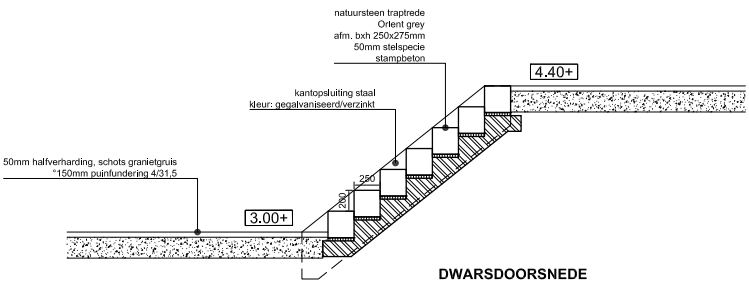 natuursteen traptrede
Orlent grey
afm. bxh 250x275mm
50mm stelspecie
stampbeton
4.40+
kantopsluiting staal
kleur: gegalvaniseerd/verzinkt
50mm halfverharding, schots granietgruis
°150mm puinfundering 4/31,5
250
200
3.00+
DWARSDOORSNEDE